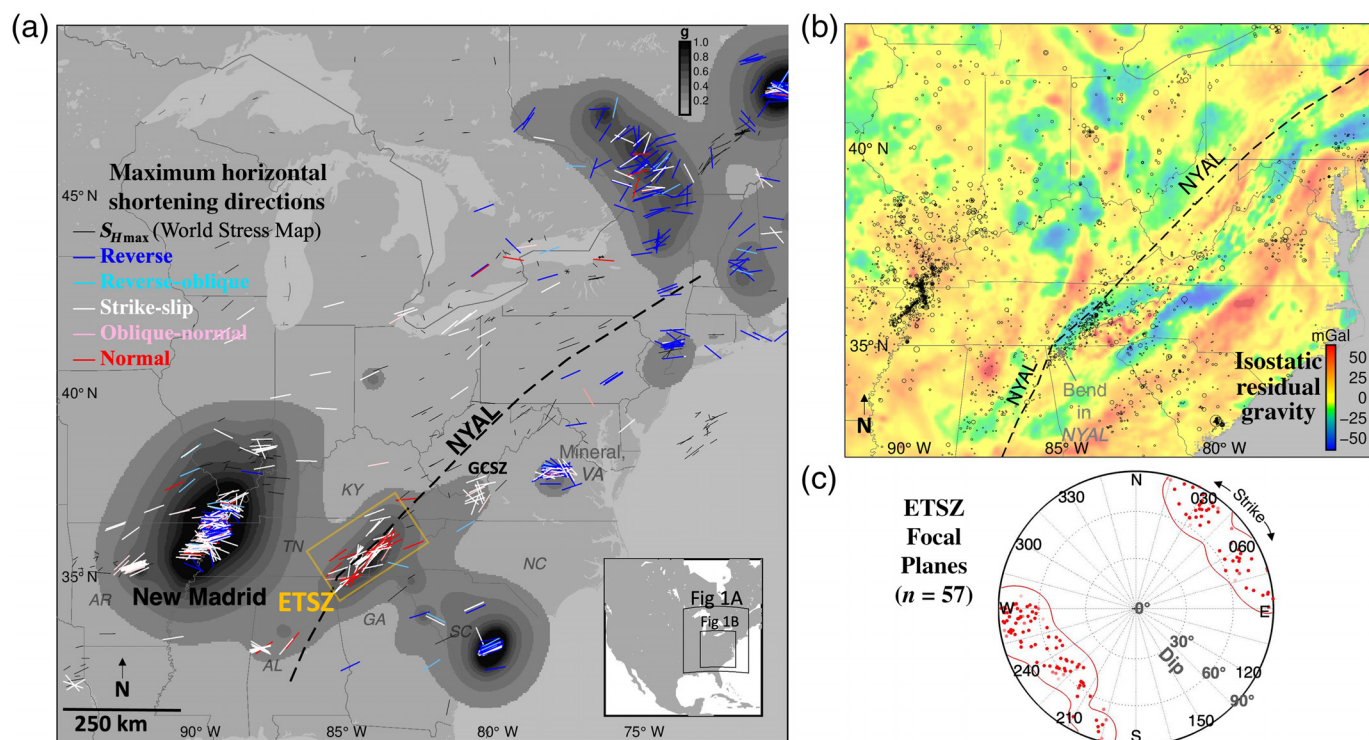 (a)
g
1.0
0.8
0.6
0.4
0.2
Maximum horizontal
shortening directions
SHmax (World Stress Map)
Reverse
Reverse-oblique
Strike-slip
Oblique-normal
Normal
45° N
40° N
35° N
NYAL
GCSZ
Mineral,
VA
KY
TN
NC
AR
New Madrid
ETSZ
GA
SC
AL
N
250 km
90° W
85° W
80° W
75° W
Fig 1A
Fig 1B
(b)
40° N
35° N
NYAL
NYAL
Bend in
NYAL
N
90° W
85° W
80° W
mGal
50
25
0
−25
−50
Isostatic
residual
gravity
(c)
ETSZ
Focal
Planes
(n = 57)
N
030
Strike
060
E
120
150
S
210
240
W
300
330
0°
30°
60°
90°
Dip